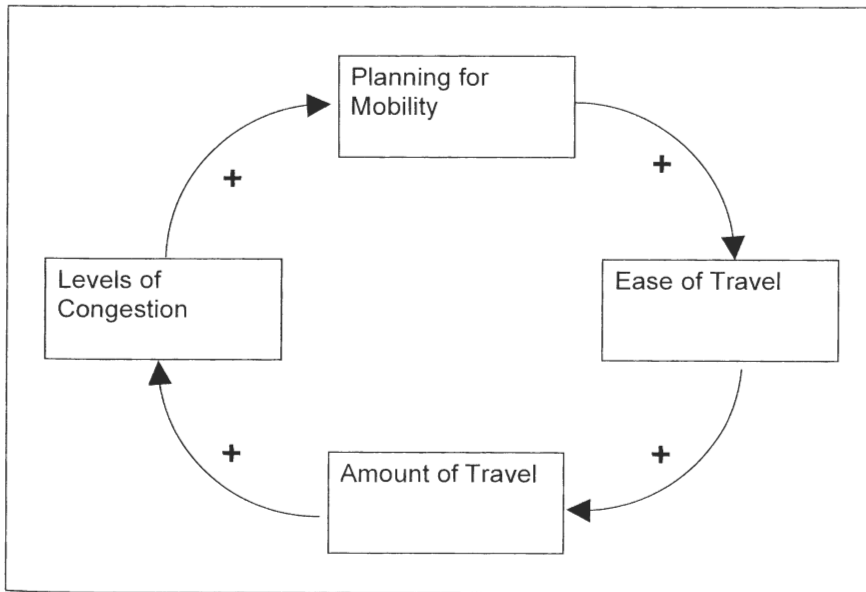 Planning for
Mobility
+
+
Levels of
Congestion
Ease of Travel
+
+
Amount of Travel